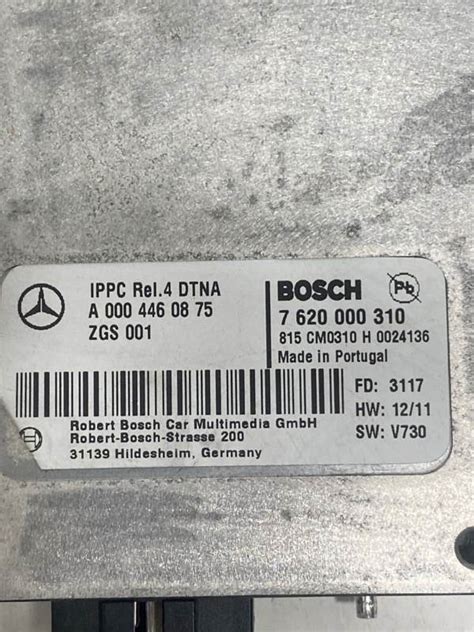 IPPC Rel.4 DTNA
A 000 446 08 75
ZGS 001
BOSCH
Pb
7 620 000 310
815 CM0310 H 0024136
Made in Portugal
FD: 3117
HW: 12/11
SW: V730
Robert Bosch Car Multimedia GmbH
Robert-Bosch-Strasse 200
31139 Hildesheim, Germany